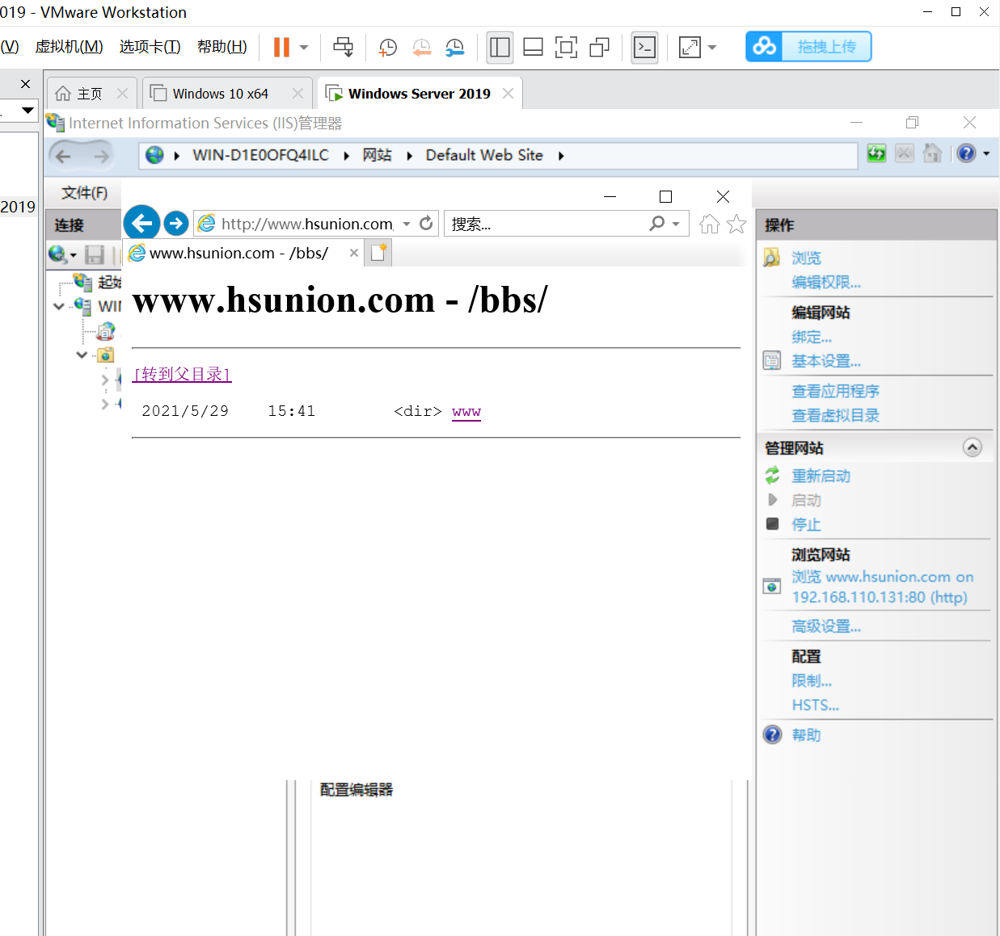 019 - VMware Workstation
(V) 虚拟机(M) 选项卡(T) 帮助(H) 拖拽上传
主页 Windows 10 x64 Windows Server 2019
Internet Information Services (IIS)管理器
WIN-D1E0OFQ4ILC 网站 Default Web Site
文件(F)
2019
连接
http://www.hsunion.com, 搜索...
www.hsunion.com - /bbs/
起始
WIN
www.hsunion.com - /bbs/
[转到父目录]
2021/5/29 15:41 <dir> www
配置编辑器
操作
浏览
编辑权限...
编辑网站
绑定...
基本设置...
查看应用程序
查看虚拟目录
管理网站
重新启动
启动
停止
浏览网站
浏览 www.hsunion.com on
192.168.110.131:80 (http)
高级设置...
配置
限制...
HSTS...
帮助